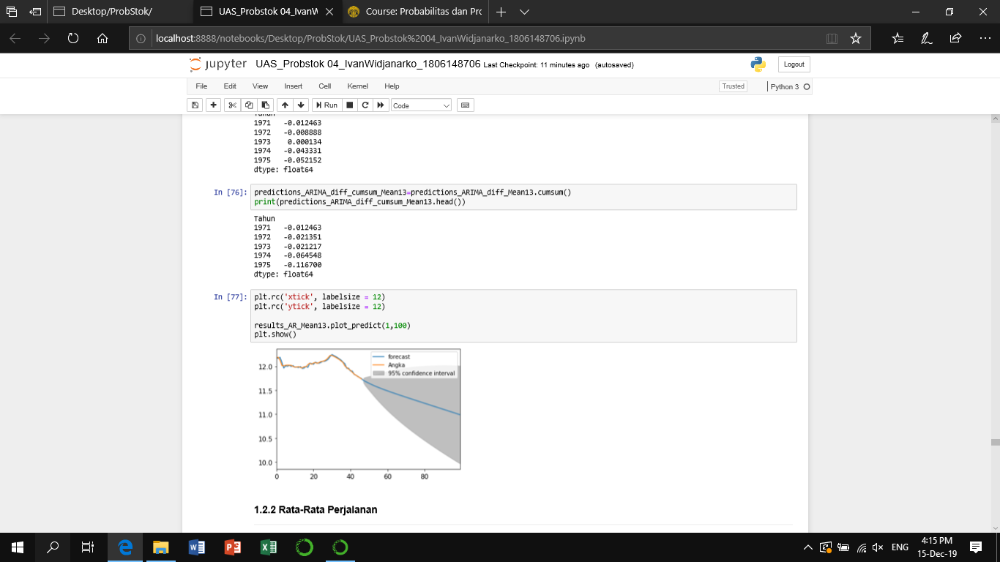 Desktop/ProbStok/
UAS_Probstok 04_IvanW
Course: Probabilitas dan Pro
localhost:8888/notebooks/Desktop/ProbStok/UAS_Probstok%2004_IvanWidjanarko_1806148706.ipynb
jupyter UAS_Probstok 04_IvanWidjanarko_1806148706 Last Checkpoint: 11 minutes ago (autosaved)
Logout
File Edit View Insert Cell Kernel Help
Trusted Python 3
Run Code
Tahun
1971 -0.012463
1972 -0.008888
1973 0.000134
1974 -0.043331
1975 -0.052152
dtype: float64
In [76]: predictions_ARIMA_diff_cumsum_Mean13=predictions_ARIMA_diff_Mean13.cumsum()
print(predictions_ARIMA_diff_cumsum_Mean13.head())
Tahun
1971 -0.012463
1972 -0.021351
1973 -0.021217
1974 -0.064548
1975 -0.116700
dtype: float64
In [77]: plt.rc('xtick', labelsize = 12)
plt.rc('ytick', labelsize = 12)
results_AR_Mean13.plot_predict(1,100)
plt.show()
forecast
Angka
95% confidence interval
12.0
11.5
11.0
10.5
10.0
0 20 40 60 80
1.2.2 Rata-Rata Perjalanan
ENG
4:15 PM
15-Dec-19